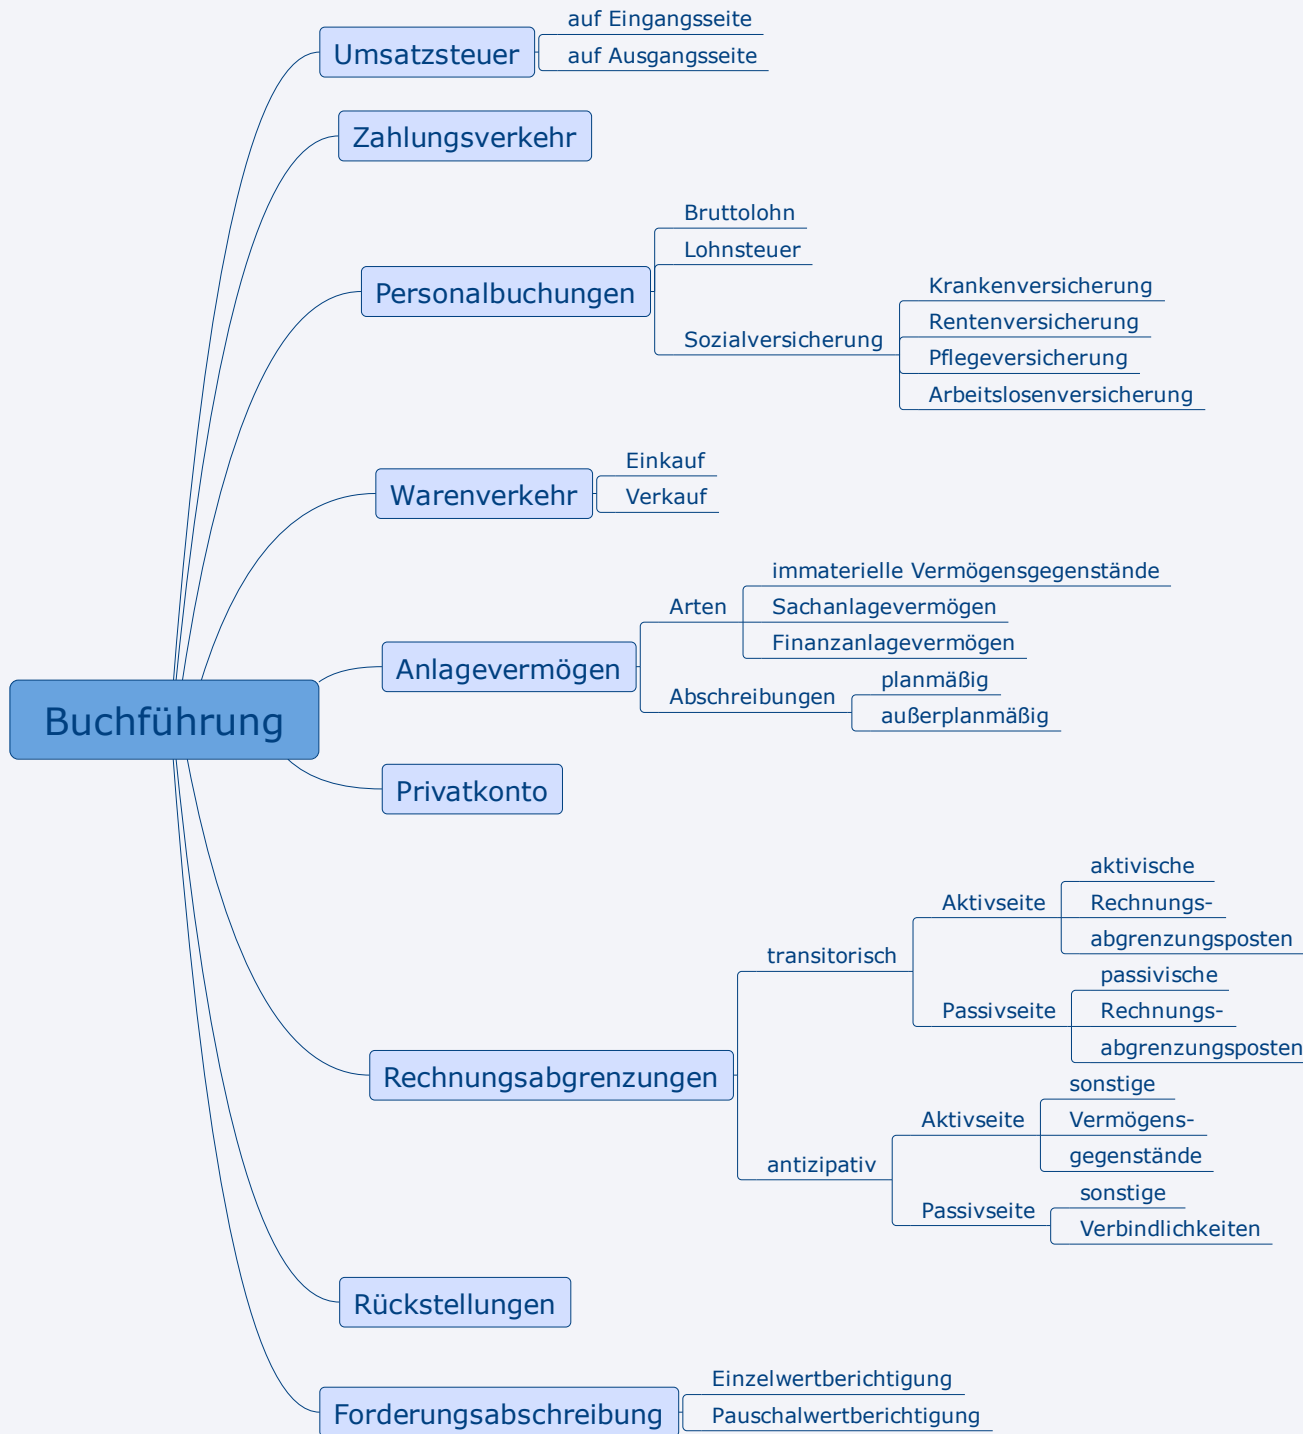 Buchführung
Umsatzsteuer
auf Eingangsseite
auf Ausgangsseite
Zahlungsverkehr
Personalbuchungen
Bruttolohn
Lohnsteuer
Sozialversicherung
Krankenversicherung
Rentenversicherung
Pflegeversicherung
Arbeitslosenversicherung
Warenverkehr
Einkauf
Verkauf
Anlagevermögen
Arten
immaterielle Vermögensgegenstände
Sachanlagevermögen
Finanzanlagevermögen
Abschreibungen
planmäßig
außerplanmäßig
Privatkonto
Rechnungsabgrenzungen
transitorisch
Aktivseite
aktivische
Rechnungs-
abgrenzungsposten
Passivseite
passivische
Rechnungs-
abgrenzungsposten
antizipativ
Aktivseite
sonstige
Vermögens-
gegenstände
Passivseite
sonstige
Verbindlichkeiten
Rückstellungen
Forderungsabschreibung
Einzelwertberichtigung
Pauschalwertberichtigung